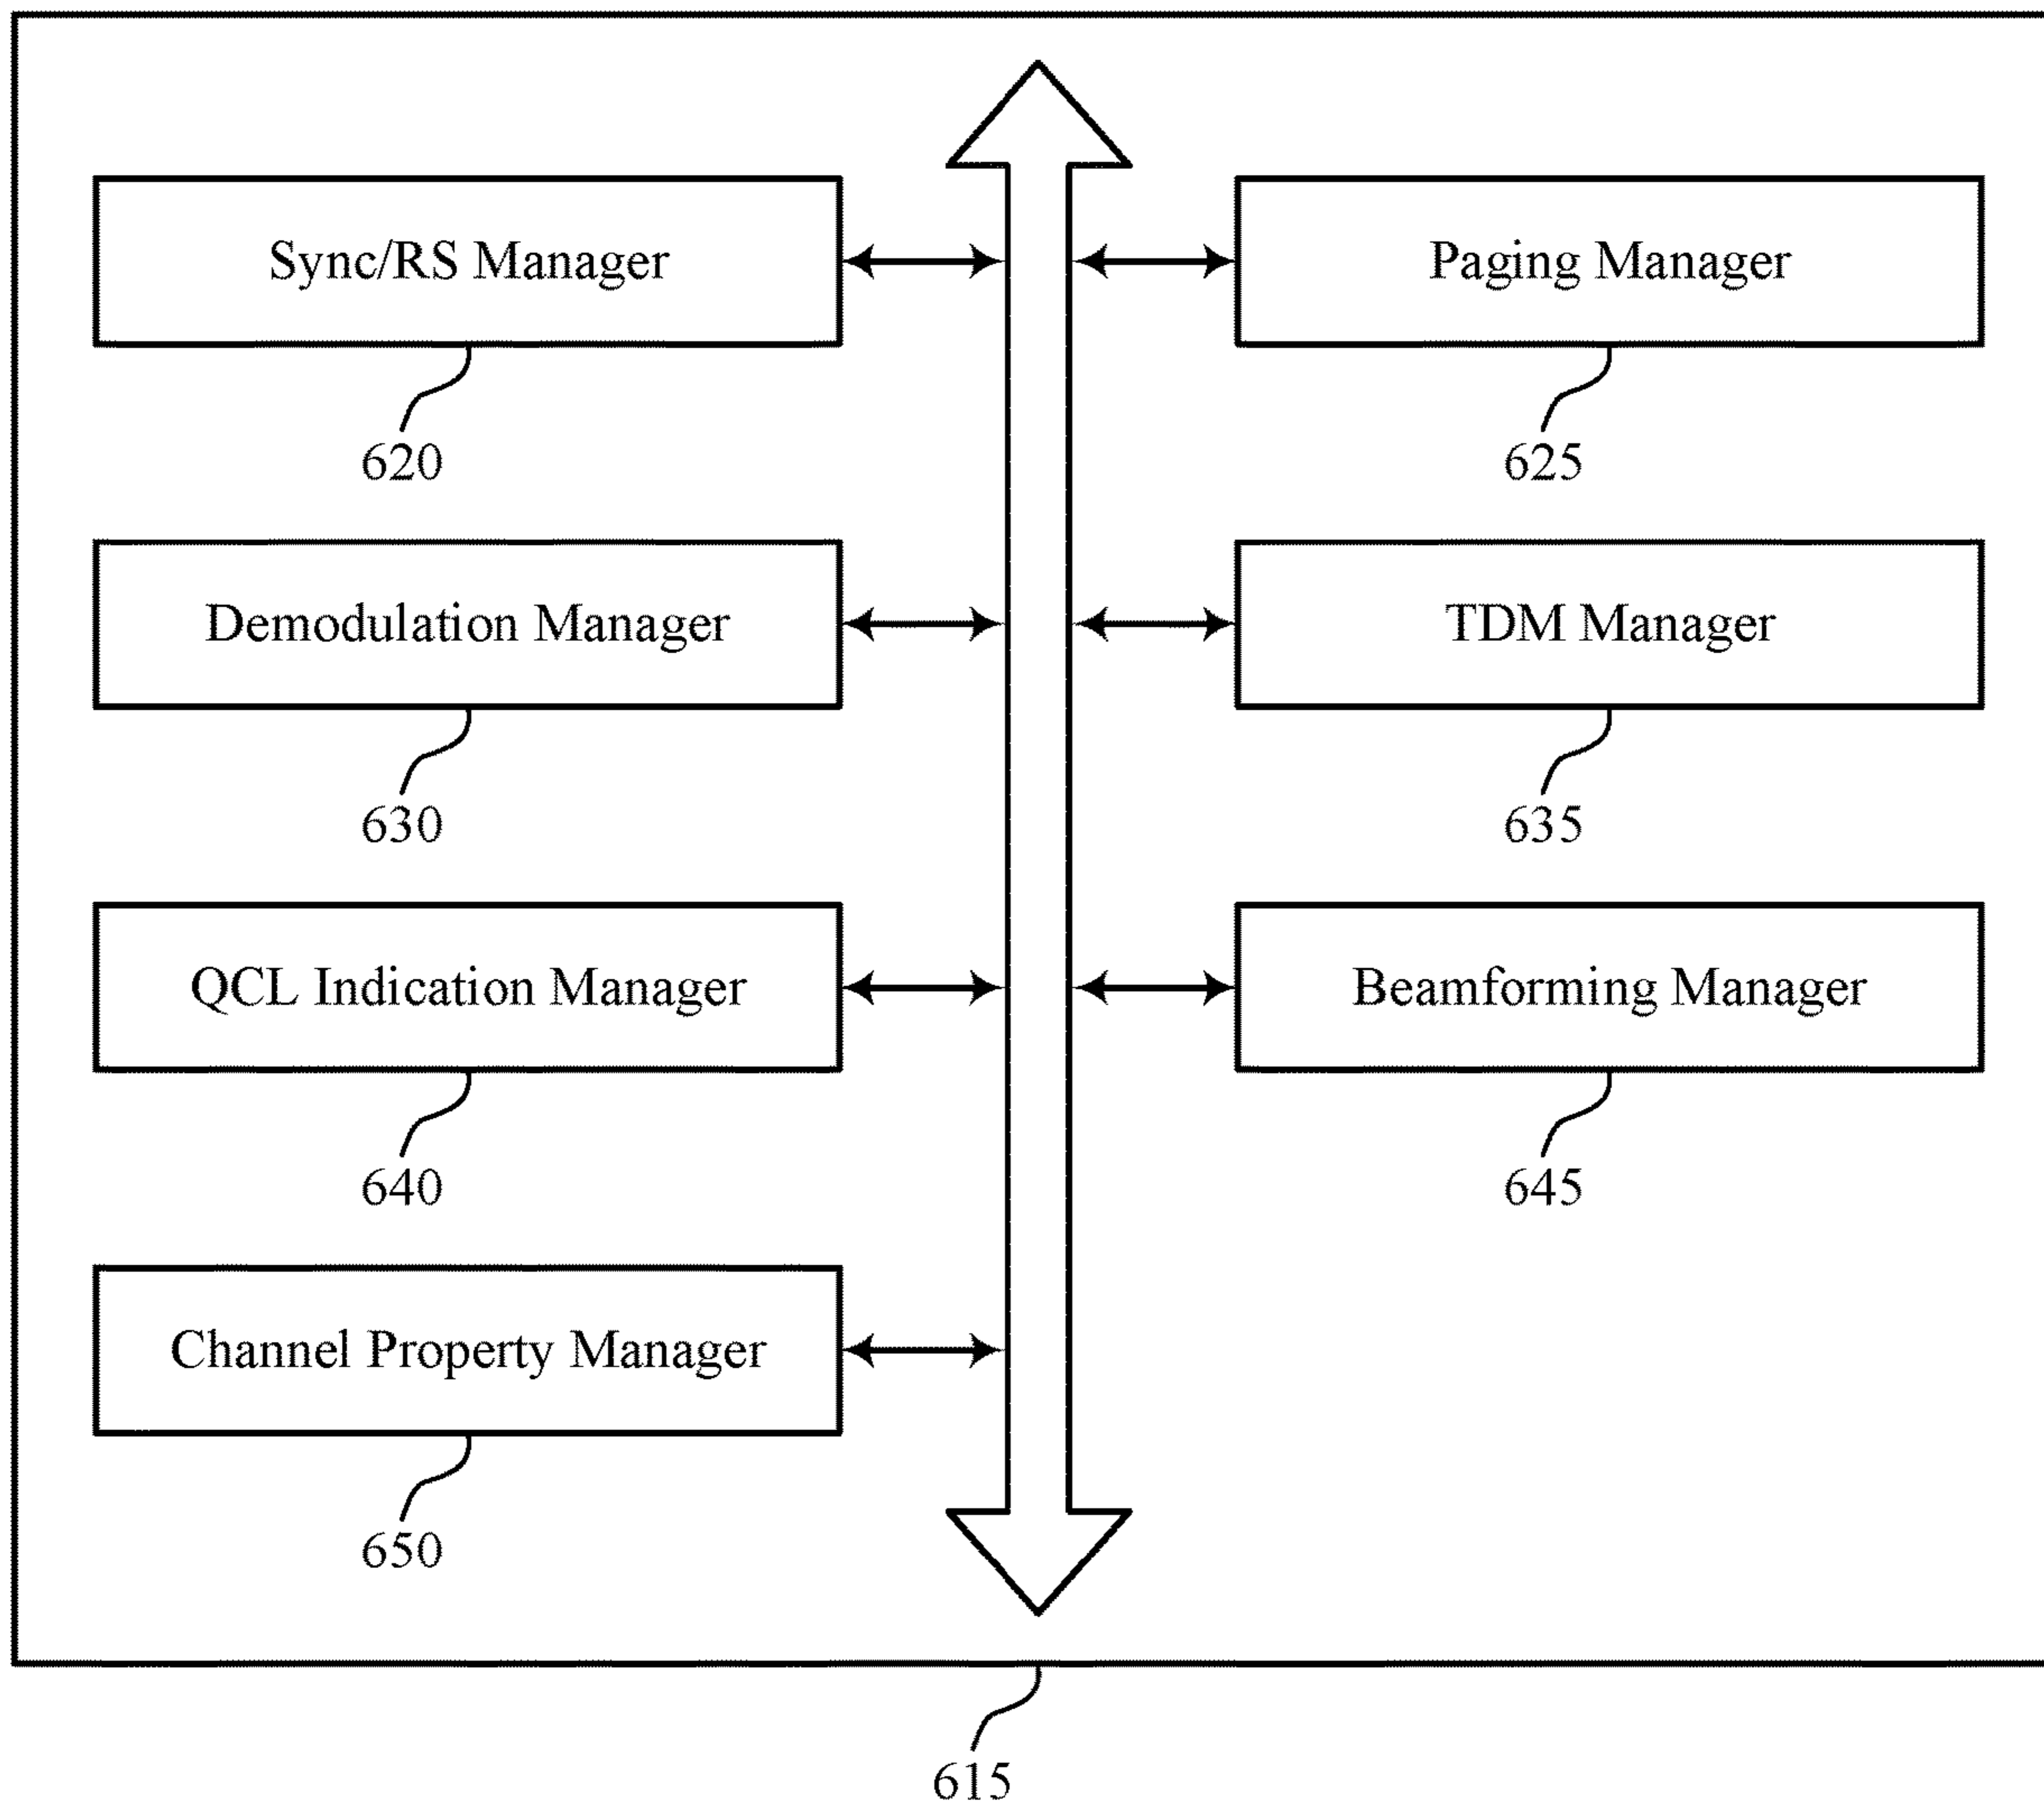 Sync/RS Manager
Paging Manager
620
625
Demodulation Manager
TDM Manager
630
635
QCL Indication Manager
Beamforming Manager
640
645
Channel Property Manager
650
615